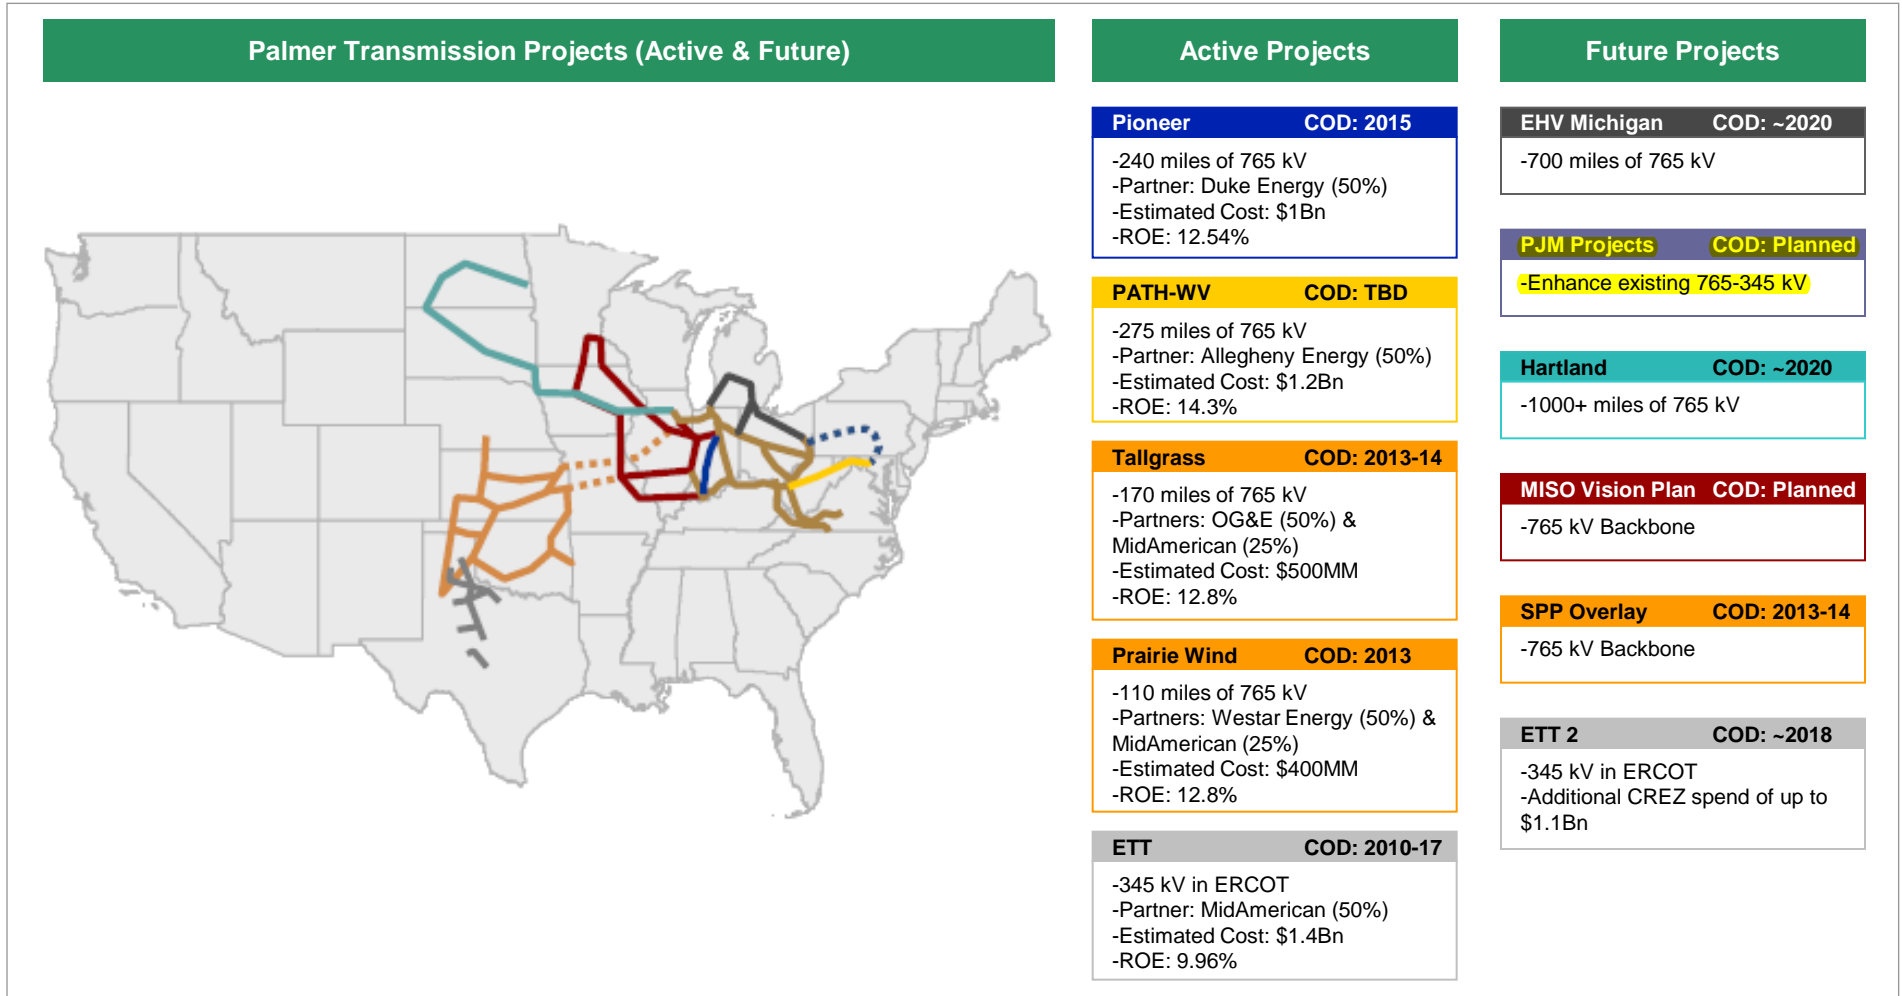 Palmer Transmission Projects (Active & Future)
Active Projects
Pioneer COD: 2015
-240 miles of 765 kV
-Partner: Duke Energy (50%)
-Estimated Cost: $1Bn
-ROE: 12.54%
PATH-WV COD: TBD
-275 miles of 765 kV
-Partner: Allegheny Energy (50%)
-Estimated Cost: $1.2Bn
-ROE: 14.3%
Tallgrass COD: 2013-14
-170 miles of 765 kV
-Partners: OG&E (50%) &
MidAmerican (25%)
-Estimated Cost: $500MM
-ROE: 12.8%
Prairie Wind COD: 2013
-110 miles of 765 kV
-Partners: Westar Energy (50%) &
MidAmerican (25%)
-Estimated Cost: $400MM
-ROE: 12.8%
ETT COD: 2010-17
-345 kV in ERCOT
-Partner: MidAmerican (50%)
-Estimated Cost: $1.4Bn
-ROE: 9.96%
Future Projects
EHV Michigan COD: ~2020
-700 miles of 765 kV
PJM Projects COD: Planned
-Enhance existing 765-345 kV
Hartland COD: ~2020
-1000+ miles of 765 kV
MISO Vision Plan COD: Planned
-765 kV Backbone
SPP Overlay COD: 2013-14
-765 kV Backbone
ETT 2 COD: ~2018
-345 kV in ERCOT
-Additional CREZ spend of up to
$1.1Bn